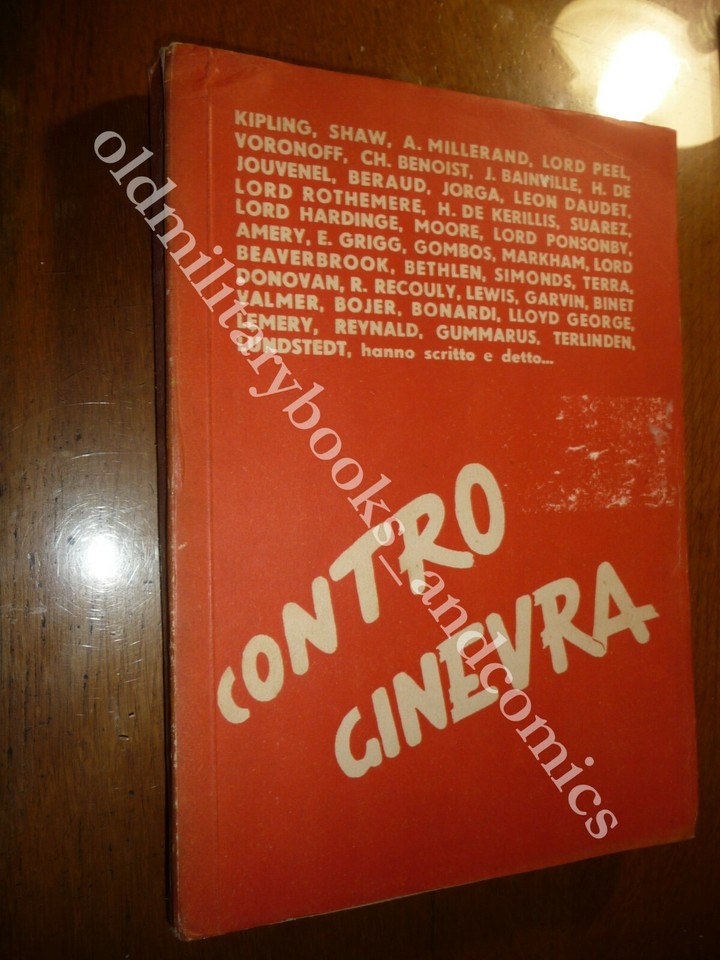 KIPLING, SHAW, A. MILLERAND, LORD PEEL,
VORONOFF, CH. BENOIST, J. BAINVILLE, H. DE
JOUVENEL, BERAUD, JORGA, LEON DAUDET,
LORD ROTHEMERE, H. DE KERILLIS, SUAREZ,
LORD HARDINGE, MOORE, LORD PONSONBY,
AMERY, E. GRIGG, GOMBOS, MARKHAM, LORD
BEAVERBROOK, BETHLEN, SIMONDS, TERRA,
DONOVAN, R. RECOULY, LEWIS, GARVIN, BINET
VALMER, BOJER, BONARDI, LLOYD GEORGE,
LEMERY, REYNALD, GUMMARUS, TERLINDEN,
hanno scritto e detto...
CONTRO
GINEVRA
oldmilitarybooks_andcomics